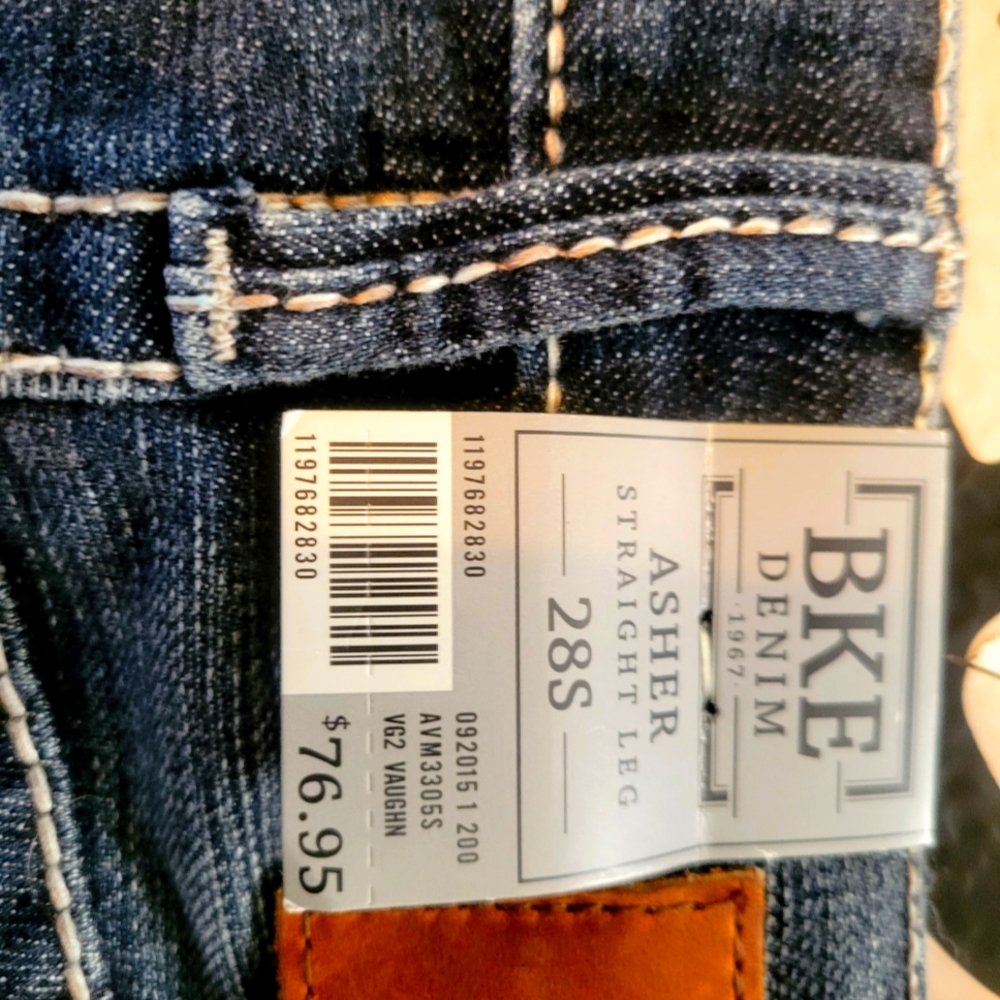 BKE
DENIM
·1967·
ASHER
STRAIGHT LEG
28S
1197682830
1197682830
092015 1 200
AVM3305S
VG2 VAUGHN
$76.95